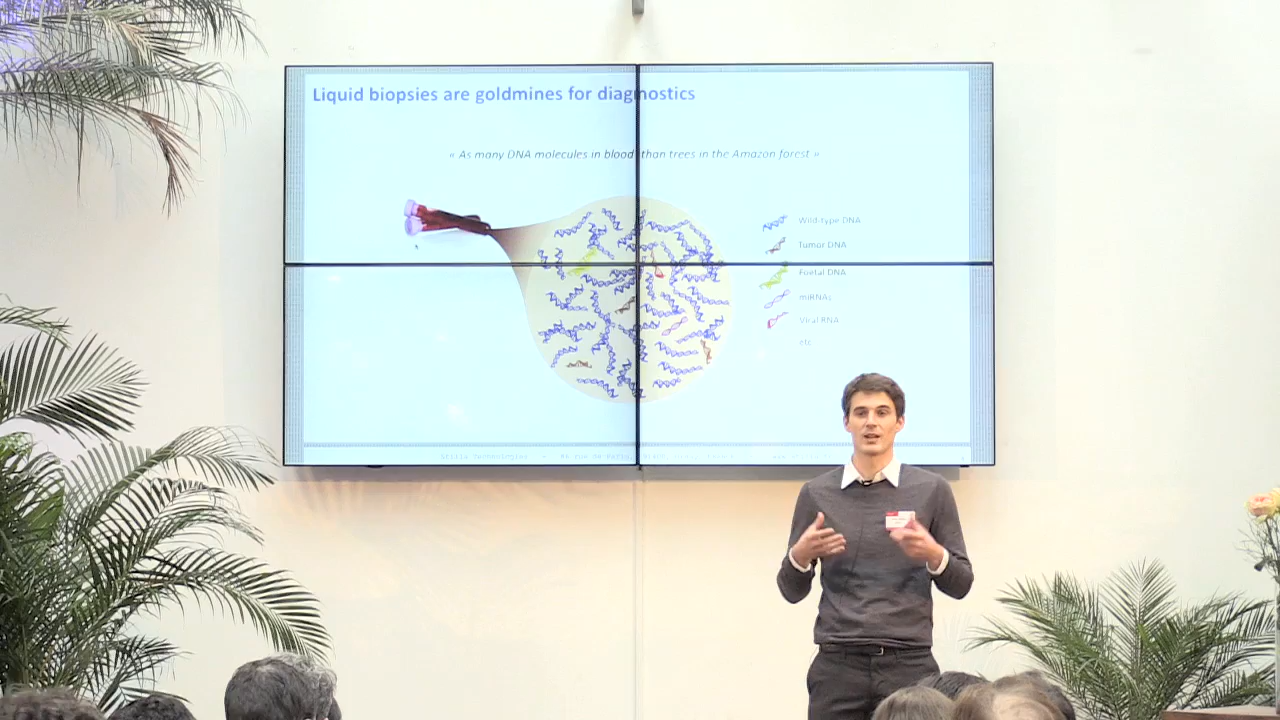 Liquid biopsies are goldmines for diagnostics
« As many DNA molecules in blood than trees in the Amazon forest »
Wild-type DNA
Tumor DNA
Foetal DNA
miRNAs
Viral RNA
etc